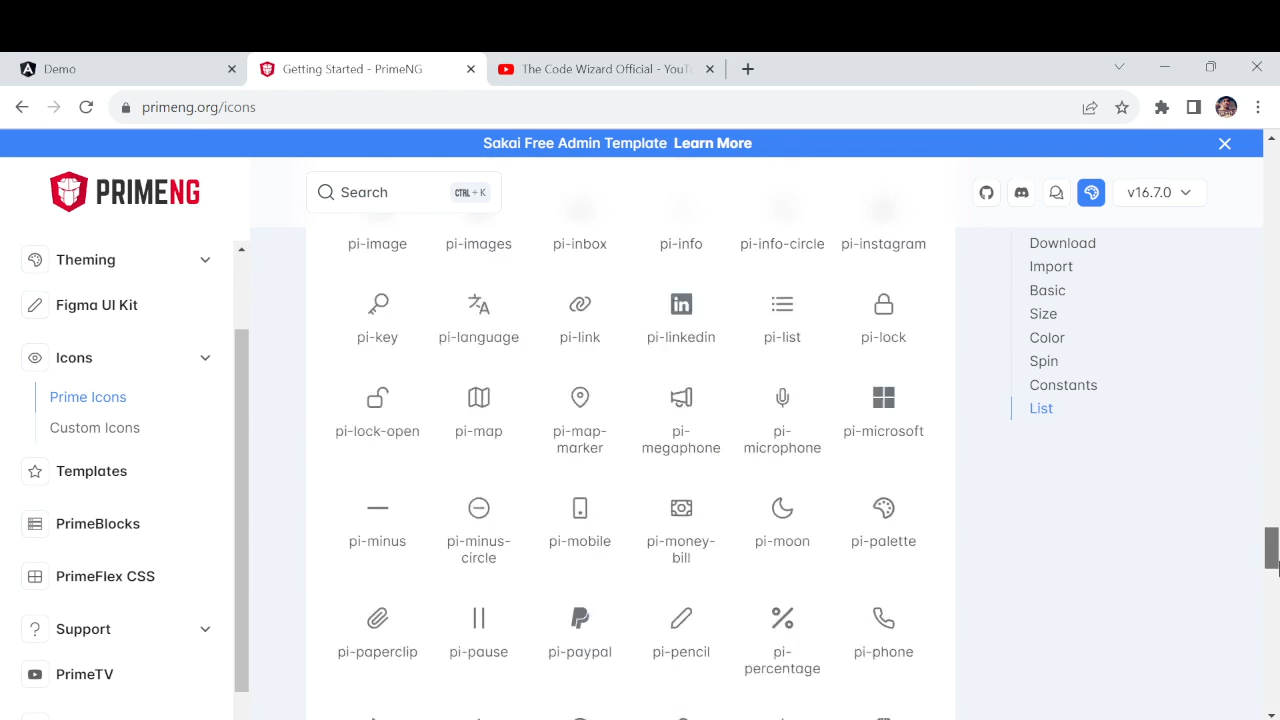 Demo
Getting Started - PrimeNG
The Code Wizard Official - YouTu
primeng.org/icons
Sakai Free Admin Template Learn More
PRIMENG
Search
CTRL + K
v16.7.0
Theming
Figma UI Kit
Icons
Prime Icons
Custom Icons
Templates
PrimeBlocks
PrimeFlex CSS
Support
PrimeTV
pi-image pi-images pi-inbox pi-info pi-info-circle pi-instagram
pi-key pi-language pi-link pi-linkedin pi-list pi-lock
pi-lock-open pi-map pi-map-marker pi-megaphone pi-microphone pi-microsoft
pi-minus pi-minus-circle pi-mobile pi-money-bill pi-moon pi-palette
pi-paperclip pi-pause pi-paypal pi-pencil pi-percentage pi-phone
Download
Import
Basic
Size
Color
Spin
Constants
List